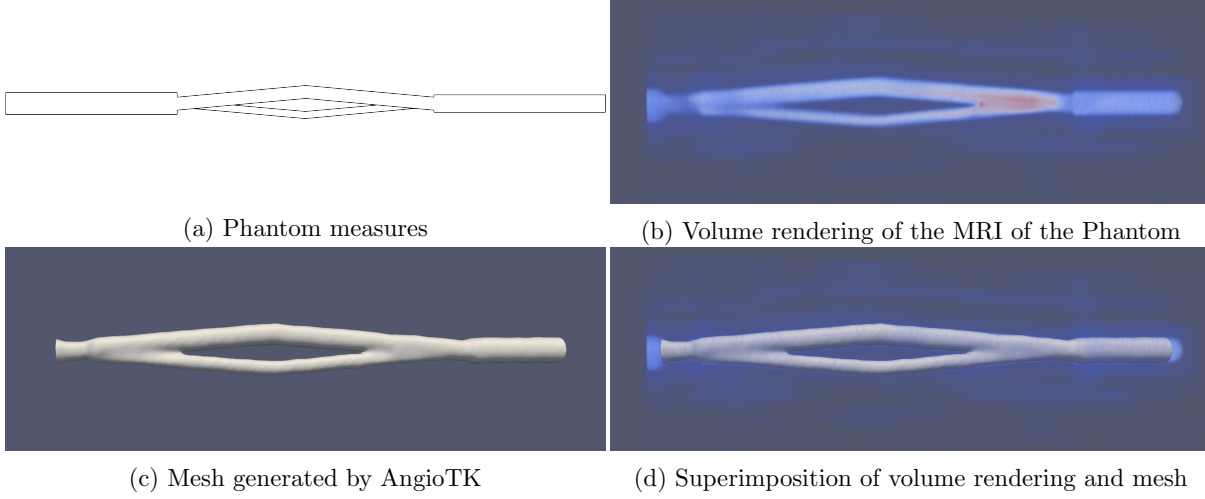 (a) Phantom measures
(b) Volume rendering of the MRI of the Phantom
(c) Mesh generated by AngioTK
(d) Superimposition of volume rendering and mesh